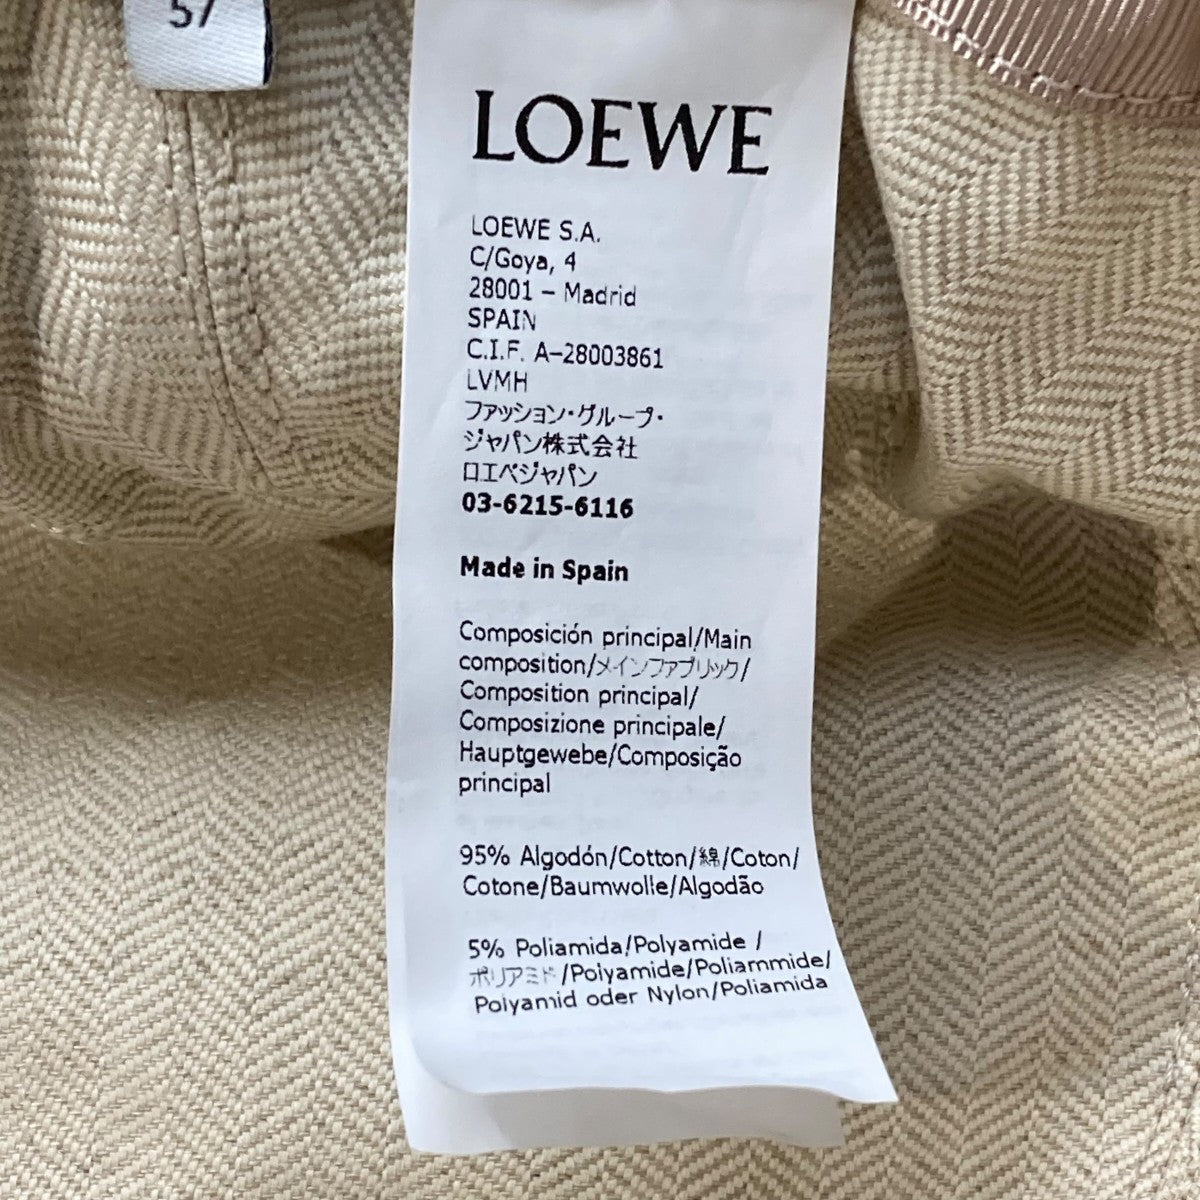 57
LOEWE
LOEWE S.A.
C/Goya, 4
28001 – Madrid
SPAIN
C.I.F. A-28003861
LVMH
ファッション・グループ・
ジャパン株式会社
ロエベジャパン
03-6215-6116
Made in Spain
Composición principal/Main
composition/メインファブリック/
Composition principal/
Composizione principale/
Hauptgewebe/Composição
principal
95% Algodón/Cotton/綿/Coton/
Cotone/Baumwolle/Algodão
5% Poliamida/Polyamide /
ポリアミド/Polyamide/Poliammide/
Polyamid oder Nylon/Poliamida